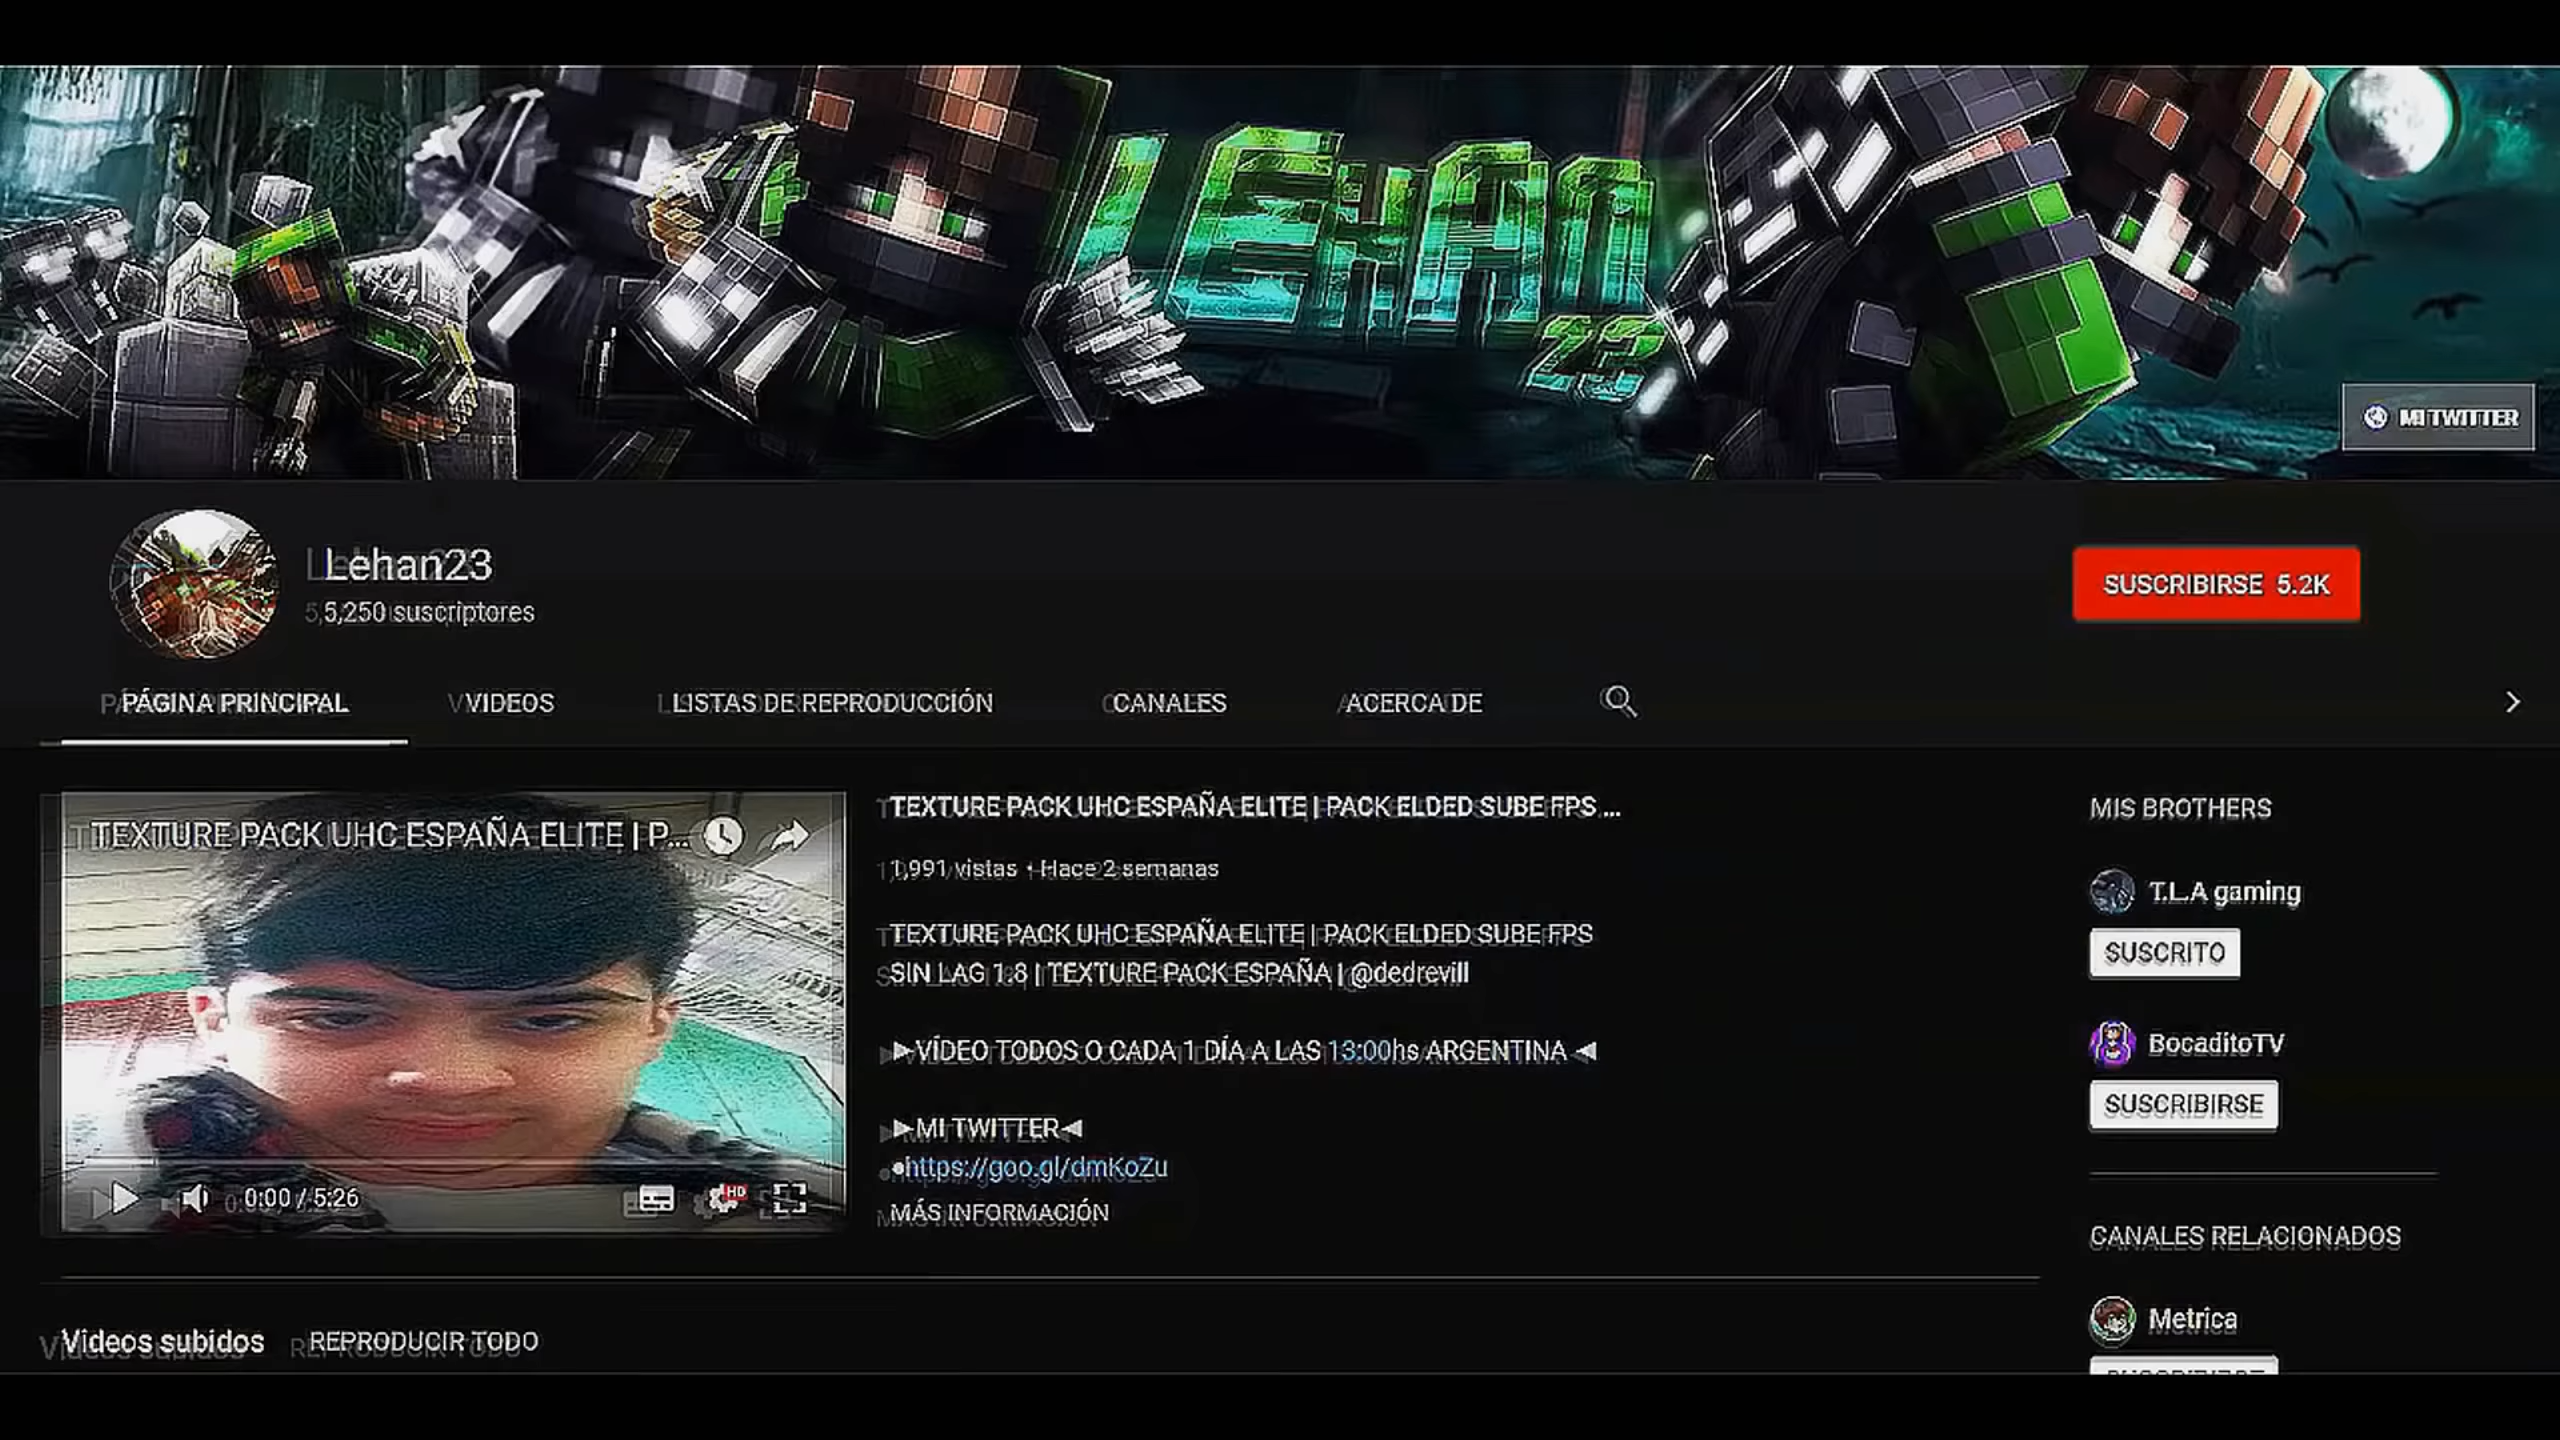 LEHAN
23
MI TWITTER
Lehan23
5,250 suscriptores
SUSCRIBIRSE 5.2K
PÁGINA PRINCIPAL
VIDEOS
LISTAS DE REPRODUCCIÓN
CANALES
ACERCA DE
TEXTURE PACK UHC ESPAÑA ELITE | P...
HD
0:00 / 5:26
TEXTURE PACK UHC ESPAÑA ELITE | PACK ELDED SUBE FPS ...
1,991 vistas • Hace 2 semanas
TEXTURE PACK UHC ESPAÑA ELITE | PACK ELDED SUBE FPS
SIN LAG 1.8 | TEXTURE PACK ESPAÑA | @dedrevill
►VÍDEO TODOS O CADA 1 DÍA A LAS 13:00hs ARGENTINA ◄
►MI TWITTER◄
●https://goo.gl/dmKoZu
MÁS INFORMACIÓN
MIS BROTHERS
T.L.A gaming
SUSCRITO
BocaditoTV
SUSCRIBIRSE
CANALES RELACIONADOS
Metrica
Videos subidos
REPRODUCIR TODO